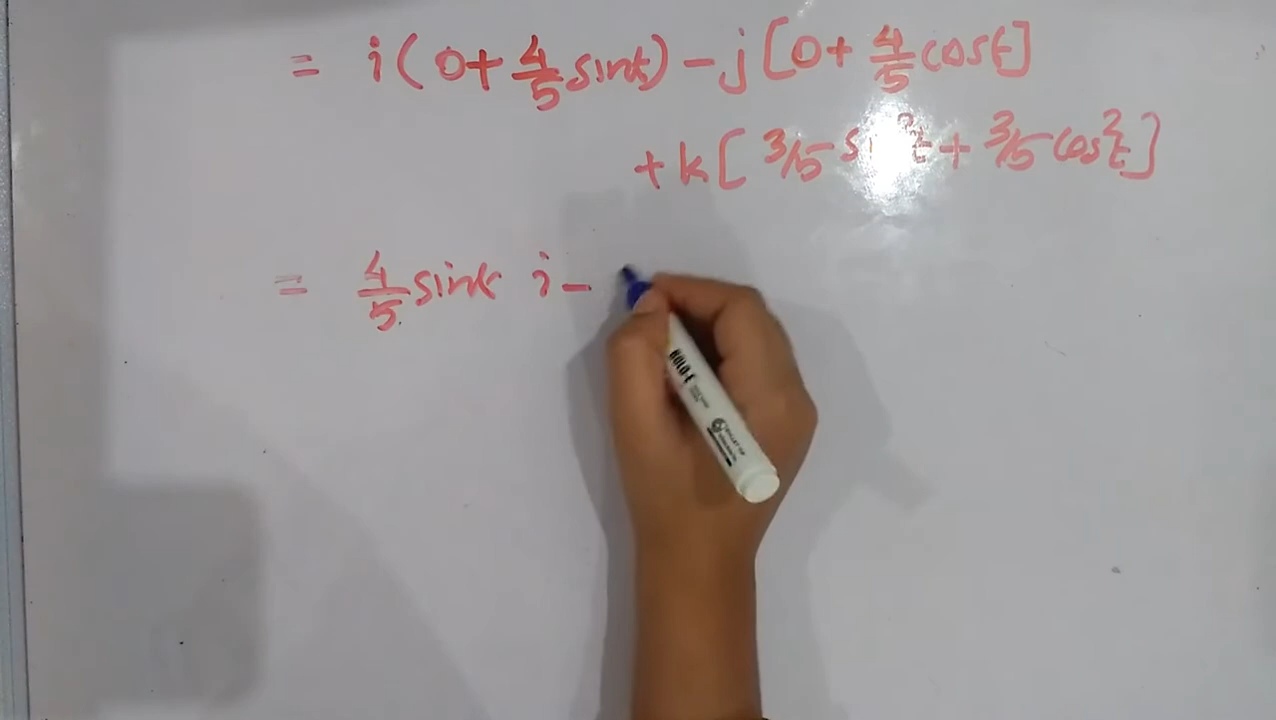 = i(0+4/5 sint) - j[0+4/5 cost]
+k[3/5 sin²t + 3/5 cos²t]
= 4/5 sint i -